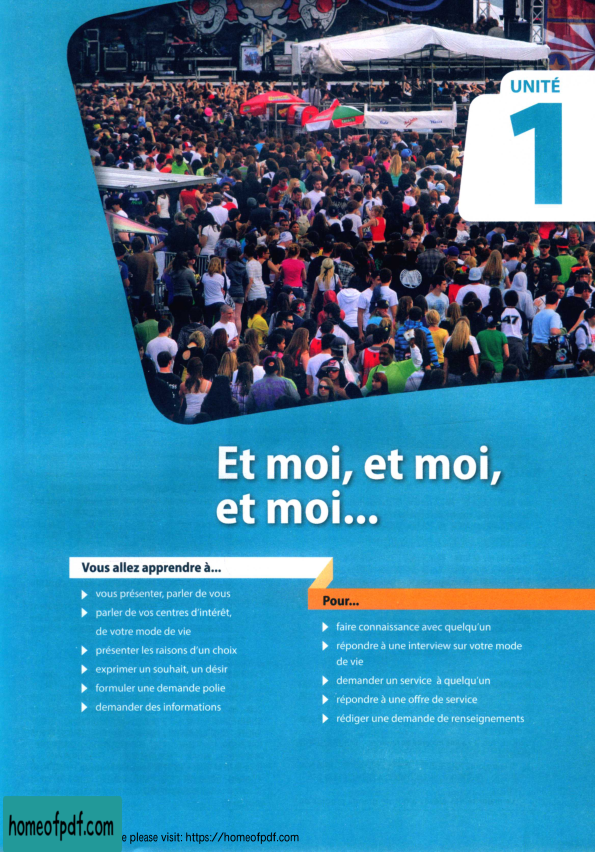 UNITÉ
1
47
Et moi, et moi,
et moi...
Vous allez apprendre à...
vous présenter, parler de vous
parler de vos centres d'intérêt,
de votre mode de vie
présenter les raisons d'un choix
exprimer un souhait, un désir
formuler une demande polie
demander des informations
Pour...
faire connaissance avec quelqu'un
répondre à une interview sur votre mode
de vie
demander un service à quelqu'un
répondre à une offre de service
rédiger une demande de renseignements
homeofpdf.com
e please visit: https://homeofpdf.com